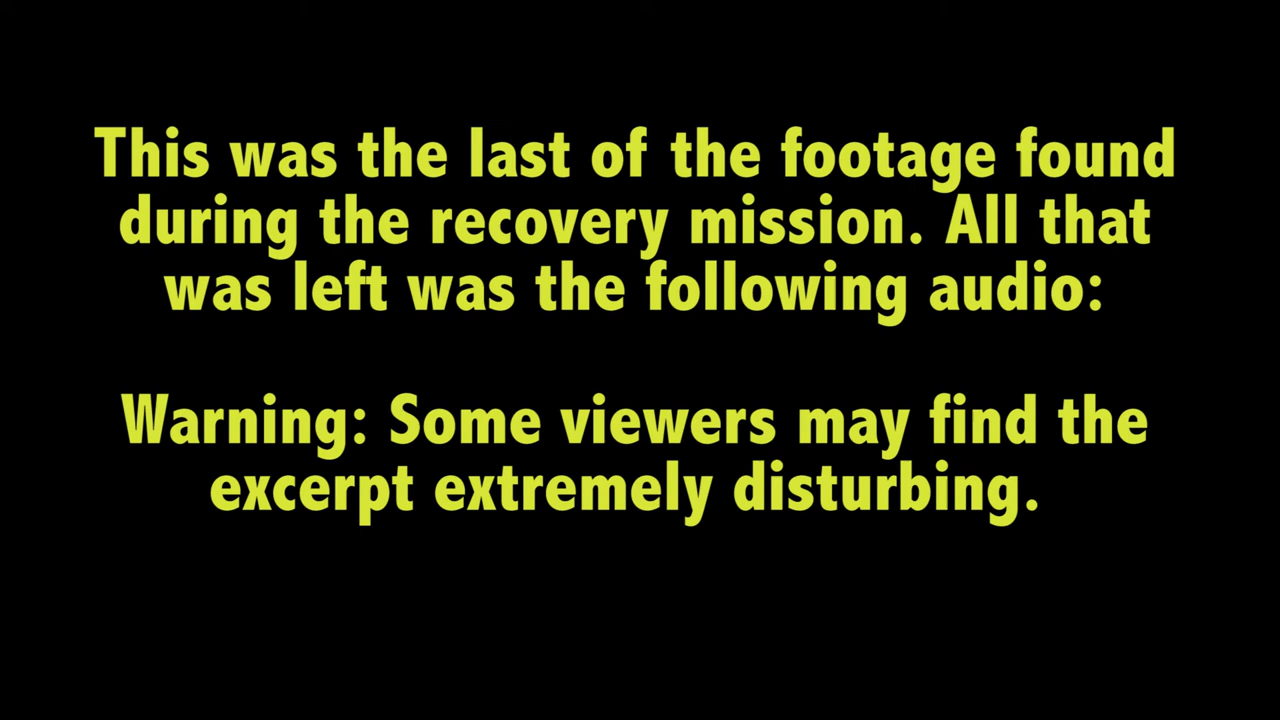 This was the last of the footage found
during the recovery mission. All that
was left was the following audio:
Warning: Some viewers may find the
excerpt extremely disturbing.